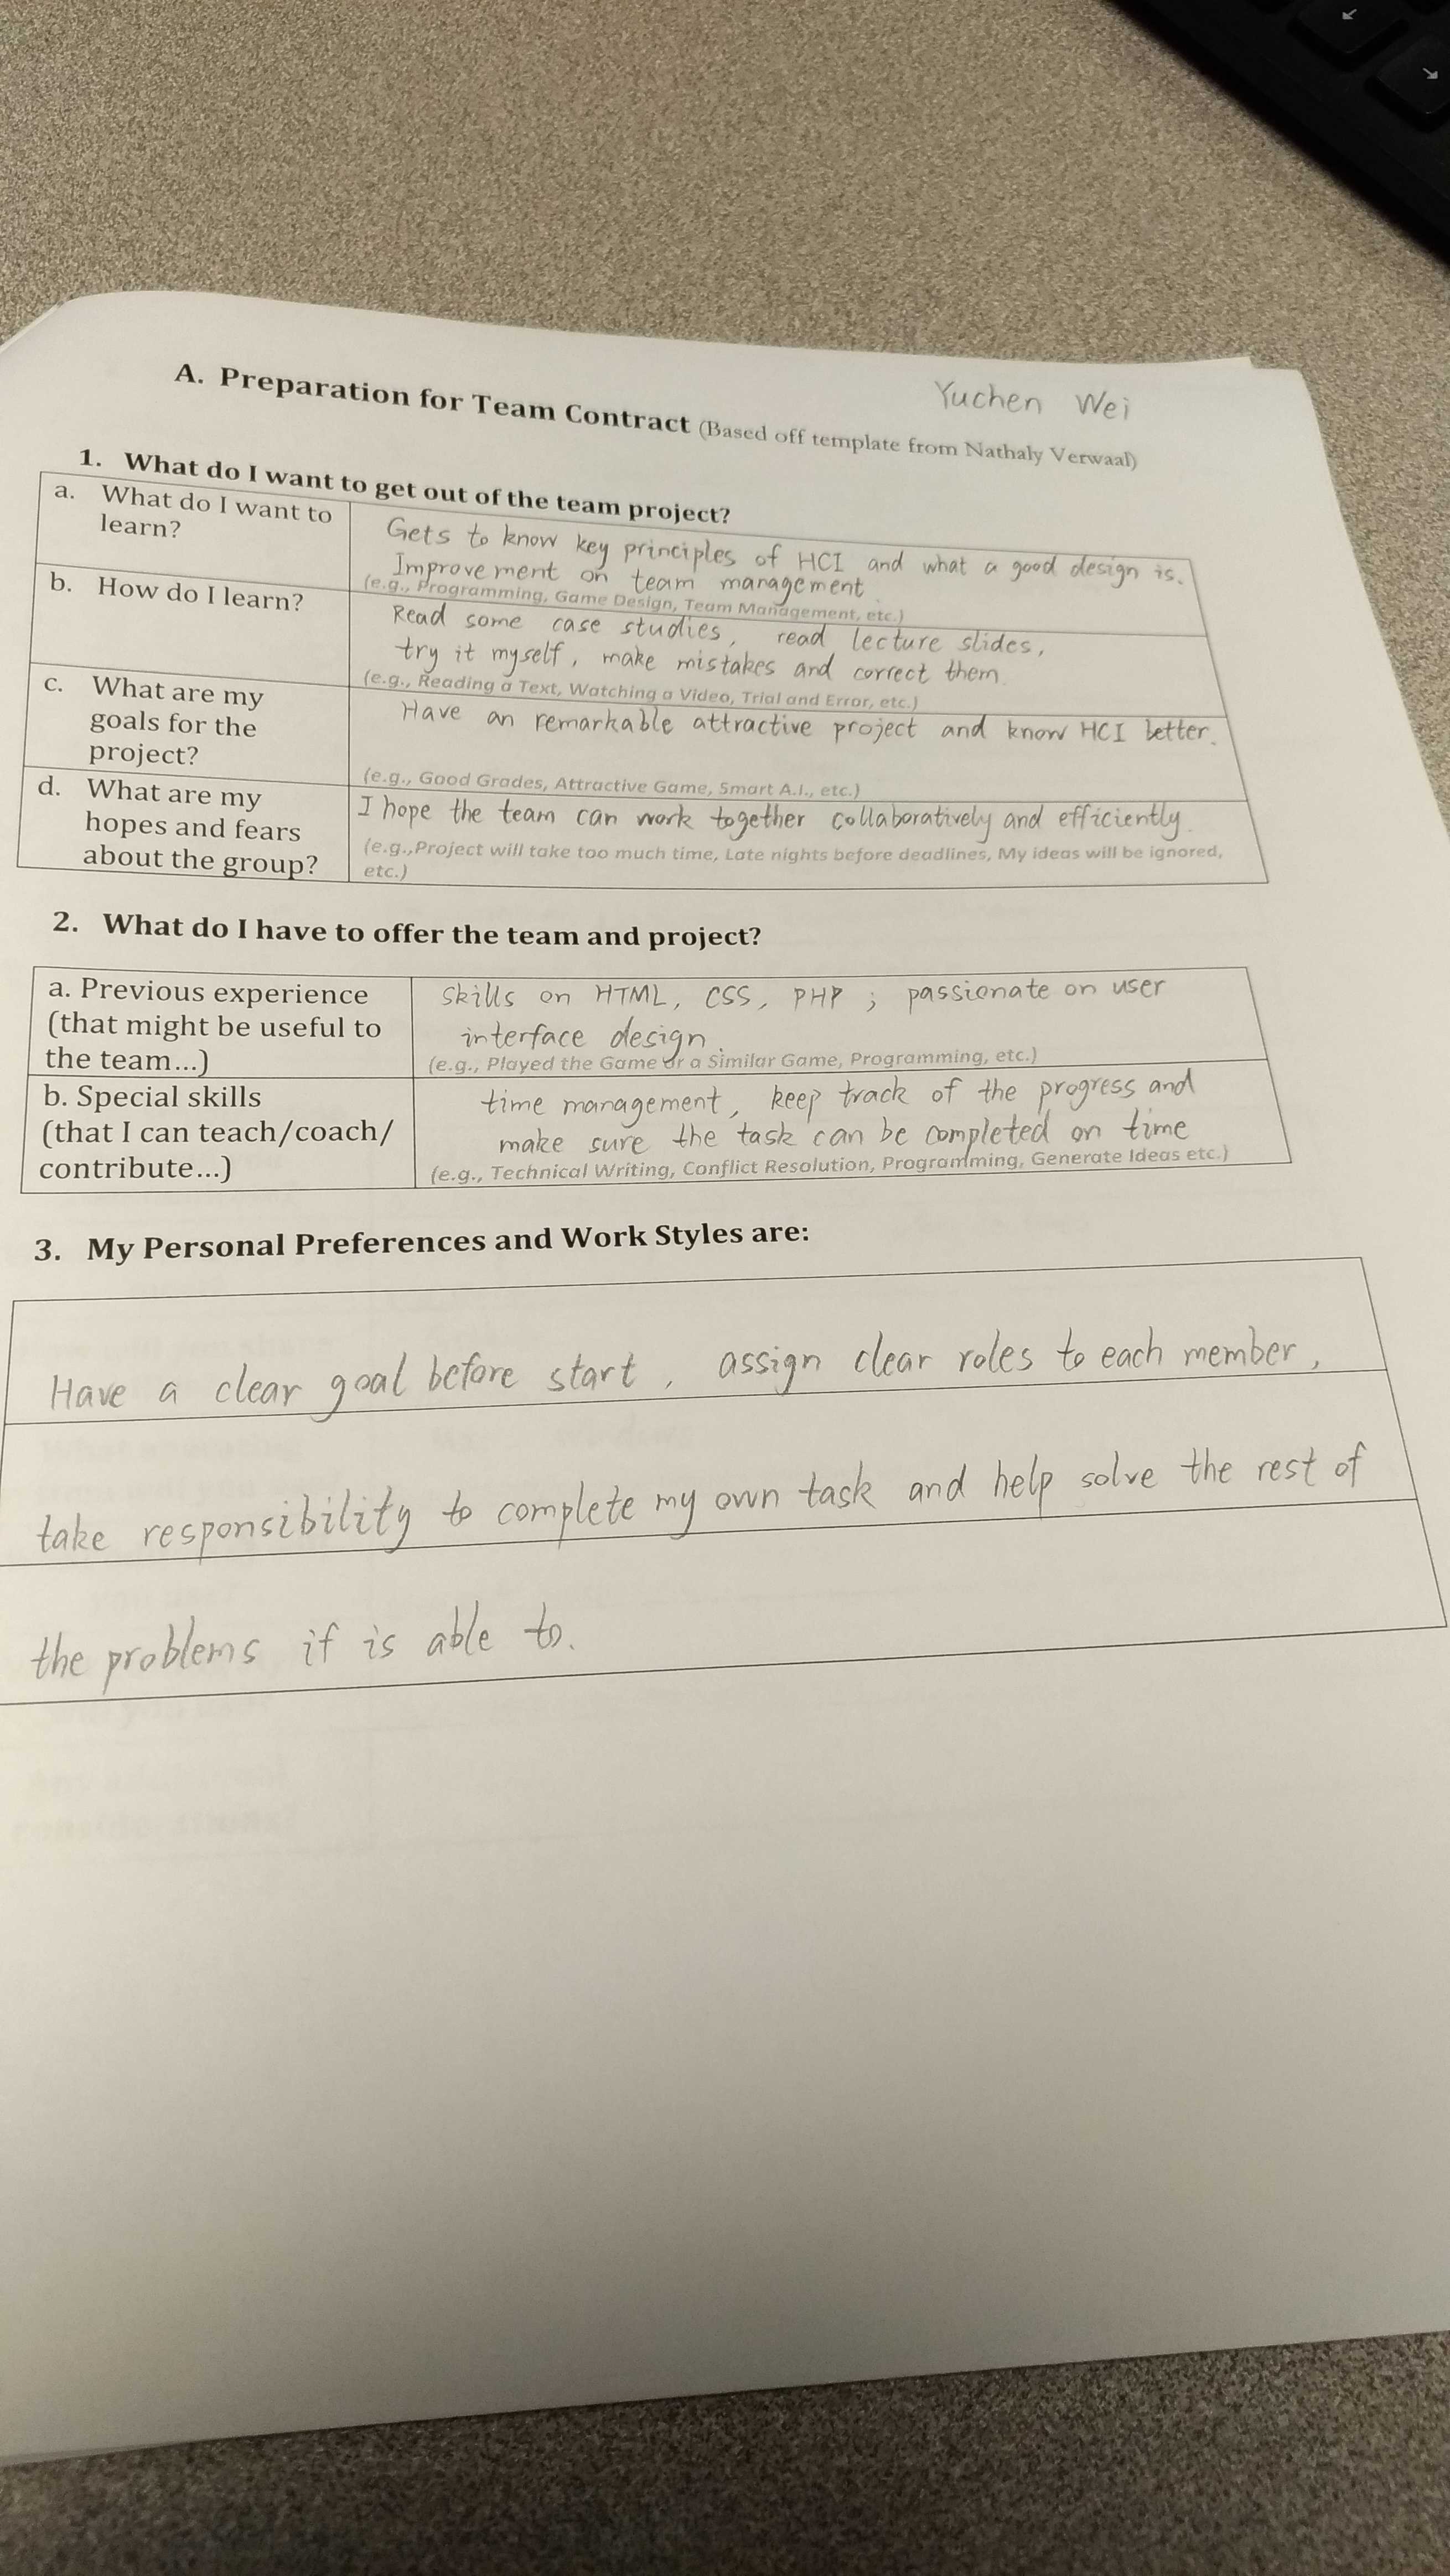 Yuchen Wei
A. Preparation for Team Contract (Based off template from Nathaly Verwaal)
1. What do I want to get out of the team project?
a. What do I want to
learn?
Gets to know key principles of HCI and what a good design is.
Improvement on team management
(e.g., Programming, Game Design, Team Management, etc.)
b. How do I learn?
Read some case studies, read lecture slides,
try it myself, make mistakes and correct them.
(e.g., Reading a Text, Watching a Video, Trial and Error, etc.)
c. What are my
goals for the
project?
Have an remarkable attractive project and know HCI better.
(e.g., Good Grades, Attractive Game, Smart A.I., etc.)
d. What are my
hopes and fears
about the group?
I hope the team can work together collaboratively and efficiently.
(e.g.,Project will take too much time, Late nights before deadlines, My ideas will be ignored,
etc.)
2. What do I have to offer the team and project?
a. Previous experience
(that might be useful to
the team...)
skills on HTML, CSS, PHP ; passionate on user
interface design.
(e.g., Played the Game or a Similar Game, Programming, etc.)
b. Special skills
(that I can teach/coach/
contribute...)
time management, keep track of the progress and
make sure the task can be completed on time
(e.g., Technical Writing, Conflict Resolution, Programming, Generate Ideas etc.)
3. My Personal Preferences and Work Styles are:
Have a clear goal before start, assign clear roles to each member,
take responsibility to complete my own task and help solve the rest of
the problems if is able to.